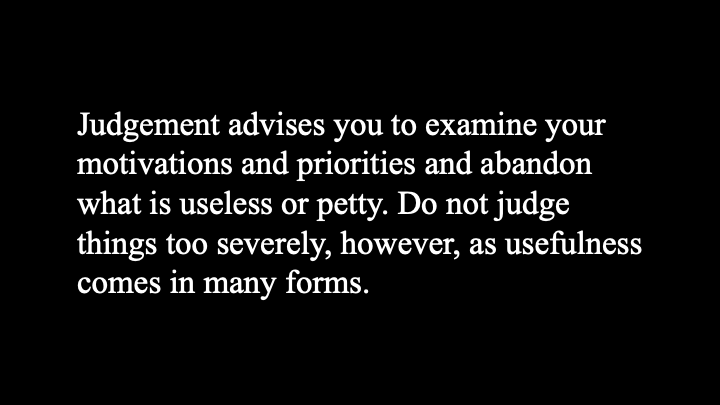 Judgement advises you to examine your
motivations and priorities and abandon
what is useless or petty. Do not judge
things too severely, however, as usefulness
comes in many forms.